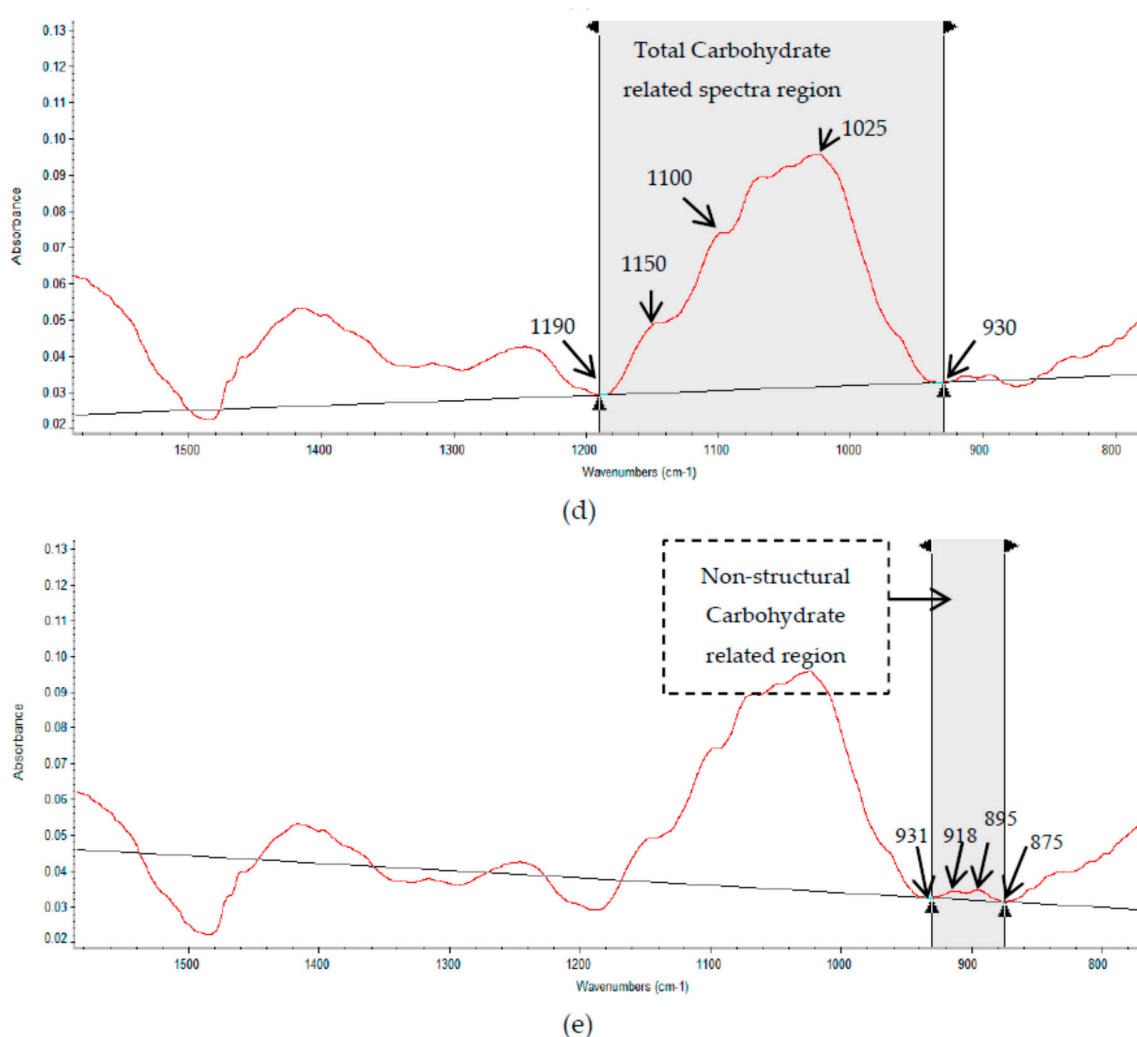 0.13
0.12
0.11
0.10
0.09
0.08
0.07
0.06
0.05
0.04
0.03
0.02
Absorbance
Total Carbohydrate
related spectra region
1025
1100
1150
1190
930
1500 1400 1300 1200 1100 1000 900 800
Wavenumbers (cm-1)
(d)
0.13
0.12
0.11
0.10
0.09
0.08
0.07
0.06
0.05
0.04
0.03
0.02
Absorbance
Non-structural
Carbohydrate
related region
931 918 895 875
1500 1400 1300 1200 1100 1000 900 800
Wavenumbers (cm-1)
(e)